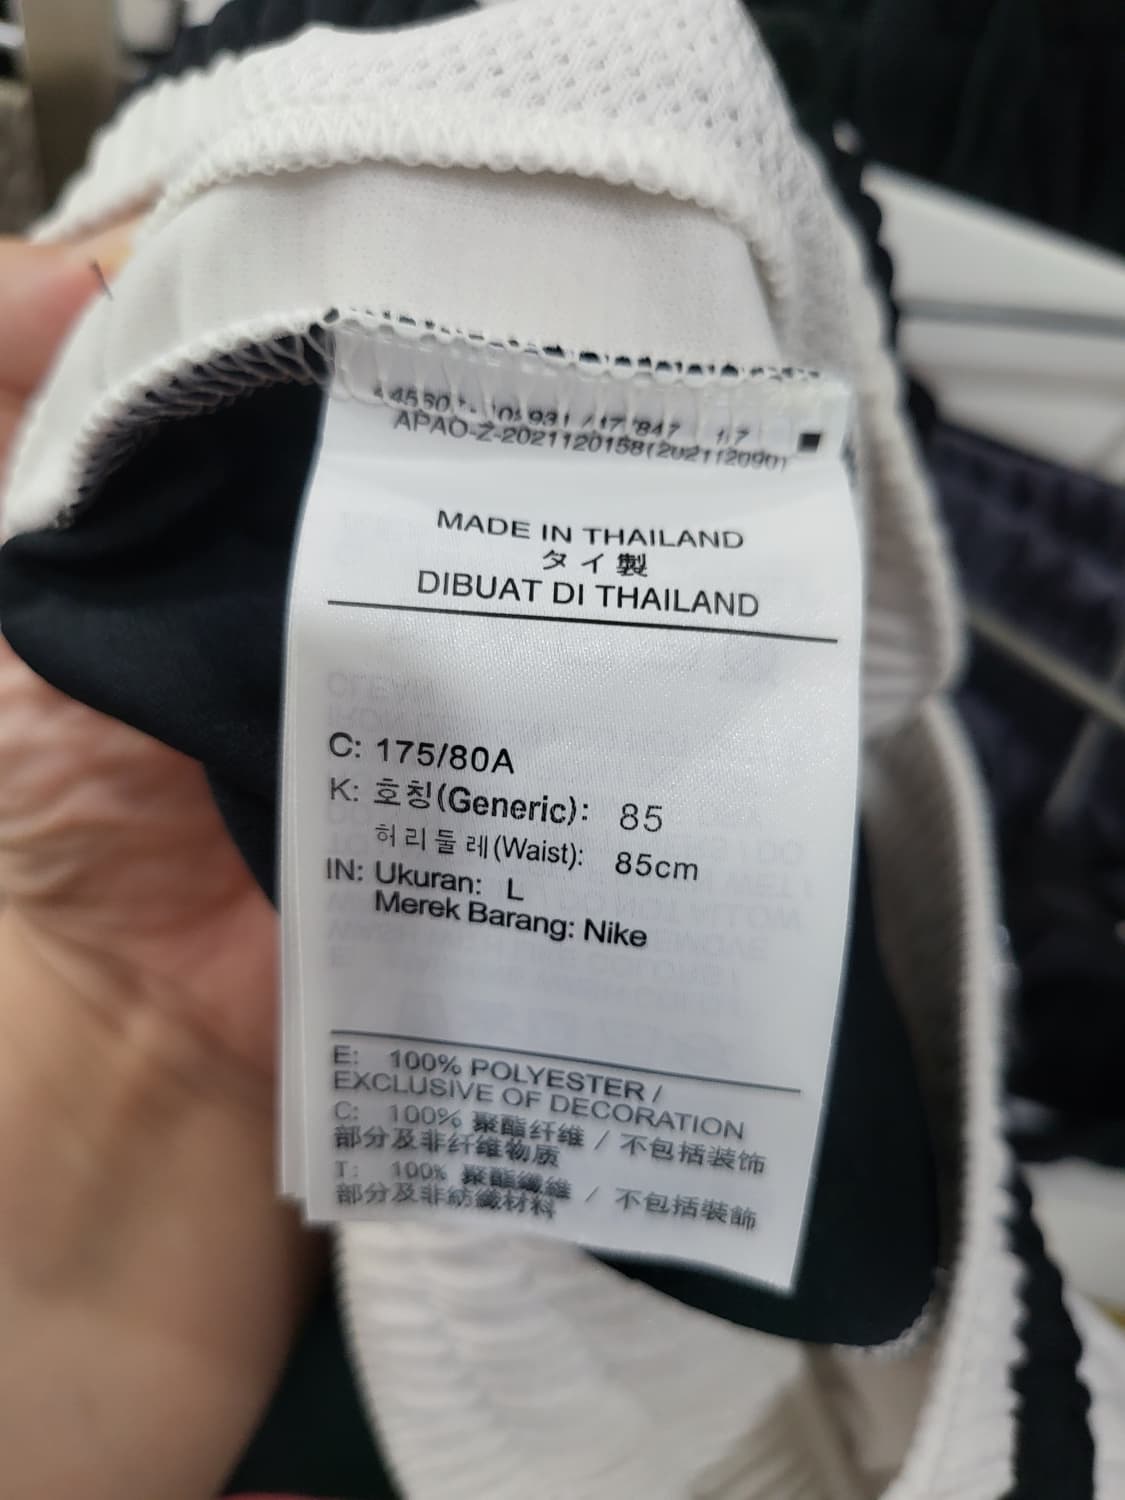 APAO-Z-2021120158(2021120901
MADE IN THAILAND
タイ製
DIBUAT DI THAILAND
C: 175/80A
K: 호칭(Generic): 85
허리둘레(Waist): 85cm
IN: Ukuran: L
Merek Barang: Nike
E: 100% POLYESTER /
EXCLUSIVE OF DECORATION
C: 100% 聚酯纤维 / 不包括装饰
部分及非纤维物质
T: 100% 聚酯纖維 / 不包括裝飾
部分及非紡織材料